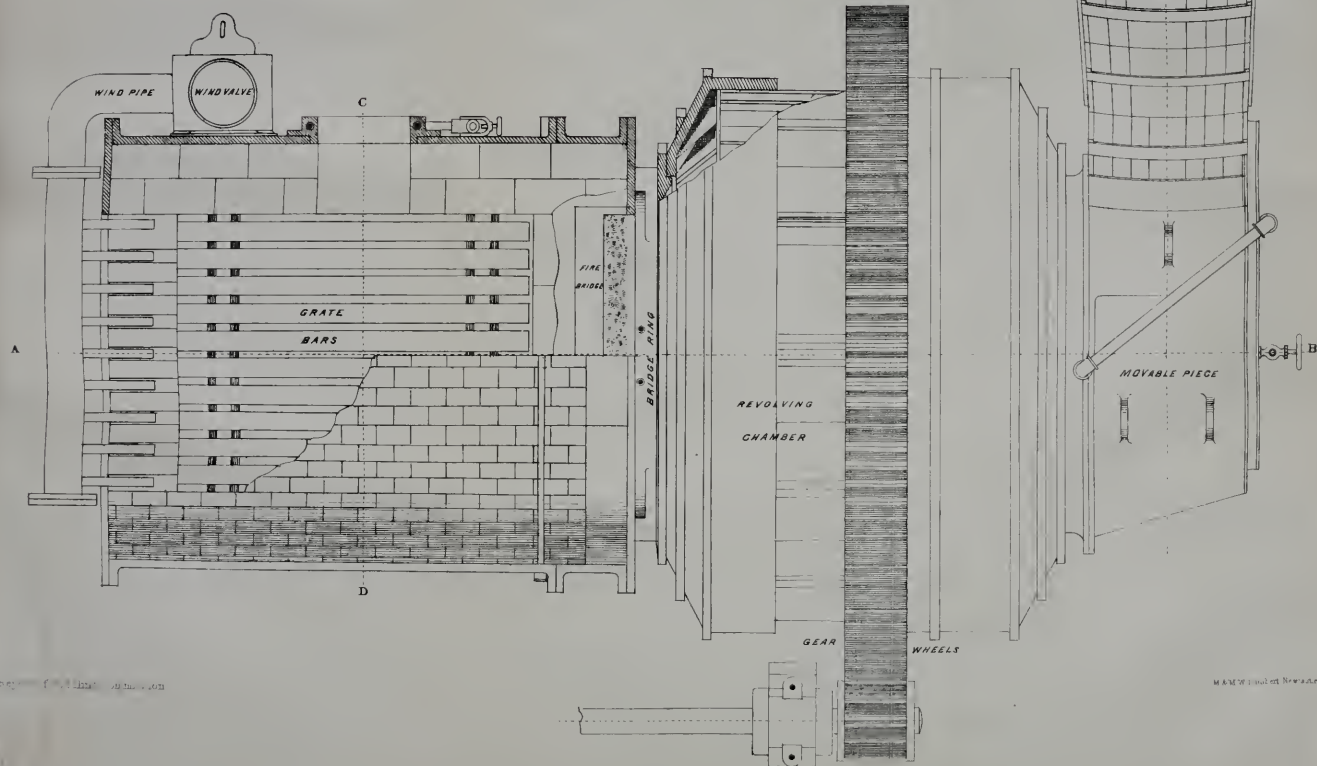 WIND PIPE
WIND VALVE
C
FIRE
BRIDGE
GRATE
BARS
BRIDGE RING
A
B
MOVABLE PIECE
REVOLVING
CHAMBER
D
GEAR WHEELS